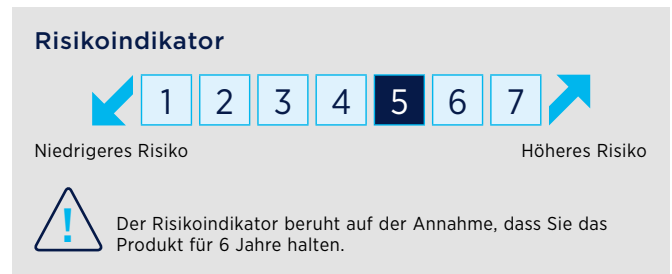 Risikoindikator
1 2 3 4 5 6 7
Niedrigeres Risiko Höheres Risiko
! Der Risikoindikator beruht auf der Annahme, dass Sie das
Produkt für 6 Jahre halten.